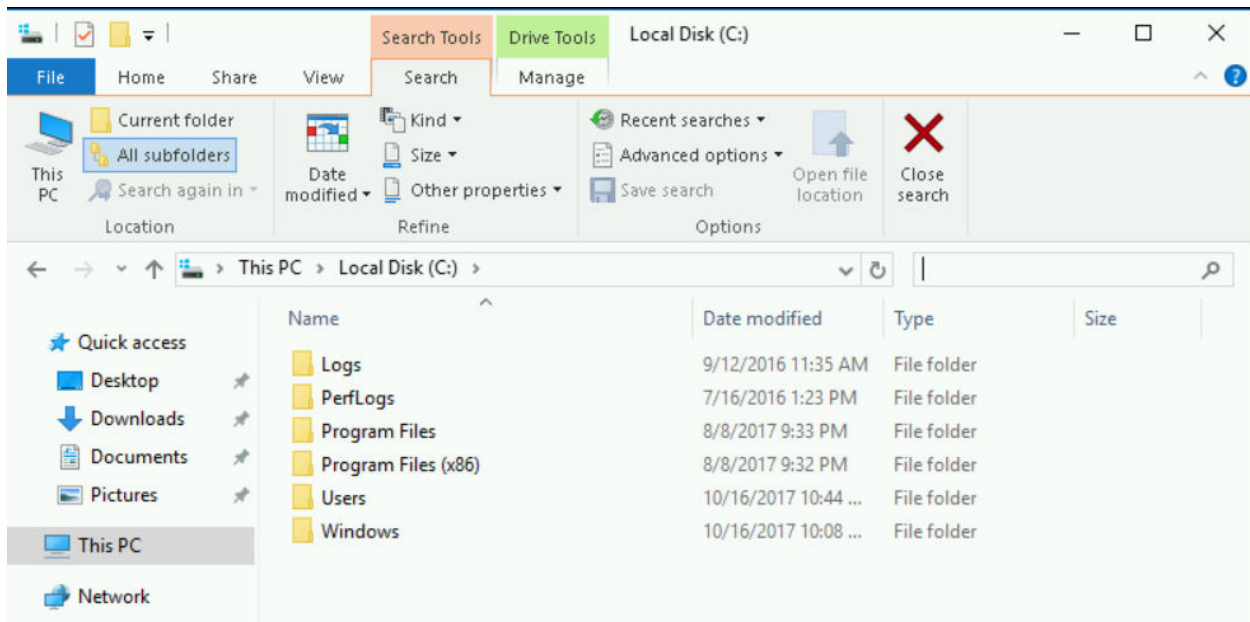 Search Tools Drive Tools Local Disk (C:)
File Home Share View Search Manage
This PC
Current folder
All subfolders
Search again in
Location
Date modified
Kind
Size
Other properties
Refine
Recent searches
Advanced options
Save search
Open file location
Options
Close search
This PC > Local Disk (C:) >
Quick access
Desktop
Downloads
Documents
Pictures
This PC
Network
Name Date modified Type Size
Logs 9/12/2016 11:35 AM File folder
PerfLogs 7/16/2016 1:23 PM File folder
Program Files 8/8/2017 9:33 PM File folder
Program Files (x86) 8/8/2017 9:32 PM File folder
Users 10/16/2017 10:44 ... File folder
Windows 10/16/2017 10:08 ... File folder